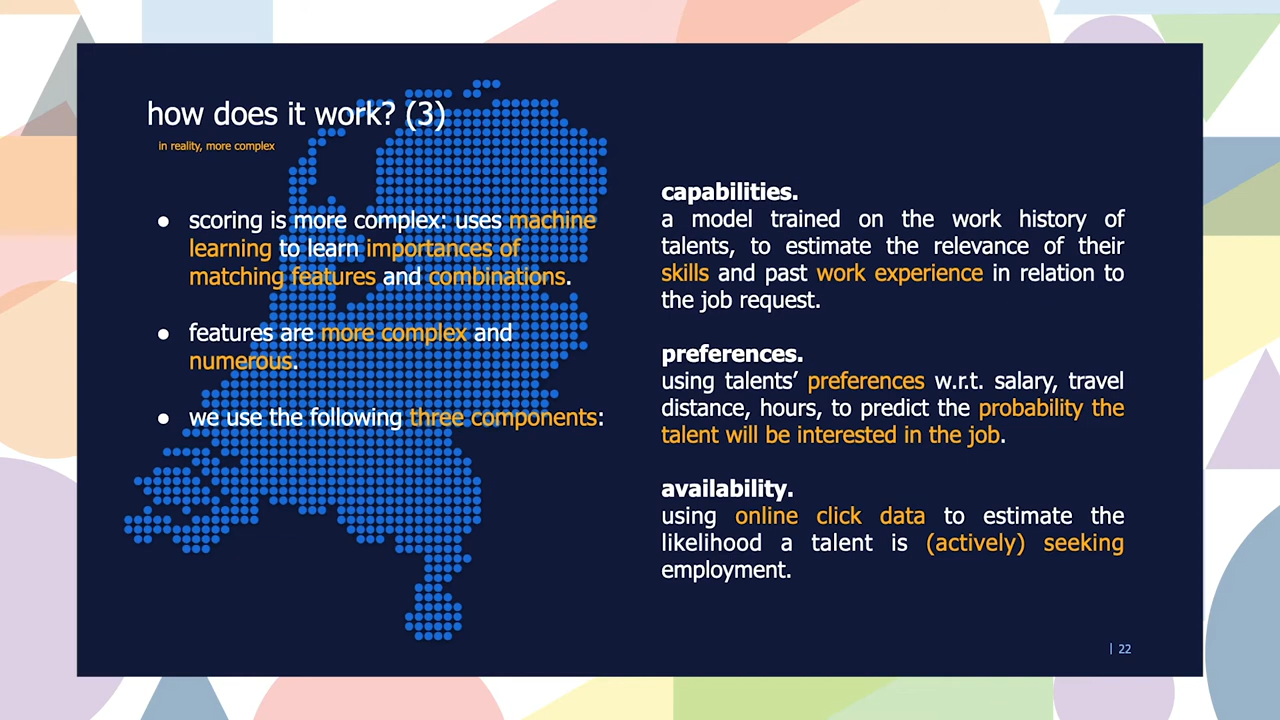 how does it work? (3)
in reality, more complex
● scoring is more complex: uses machine
learning to learn importances of
matching features and combinations.
● features are more complex and
numerous.
● we use the following three components:
capabilities.
a model trained on the work history of
talents, to estimate the relevance of their
skills and past work experience in relation to
the job request.
preferences.
using talents’ preferences w.r.t. salary, travel
distance, hours, to predict the probability the
talent will be interested in the job.
availability.
using online click data to estimate the
likelihood a talent is (actively) seeking
employment.
| 22